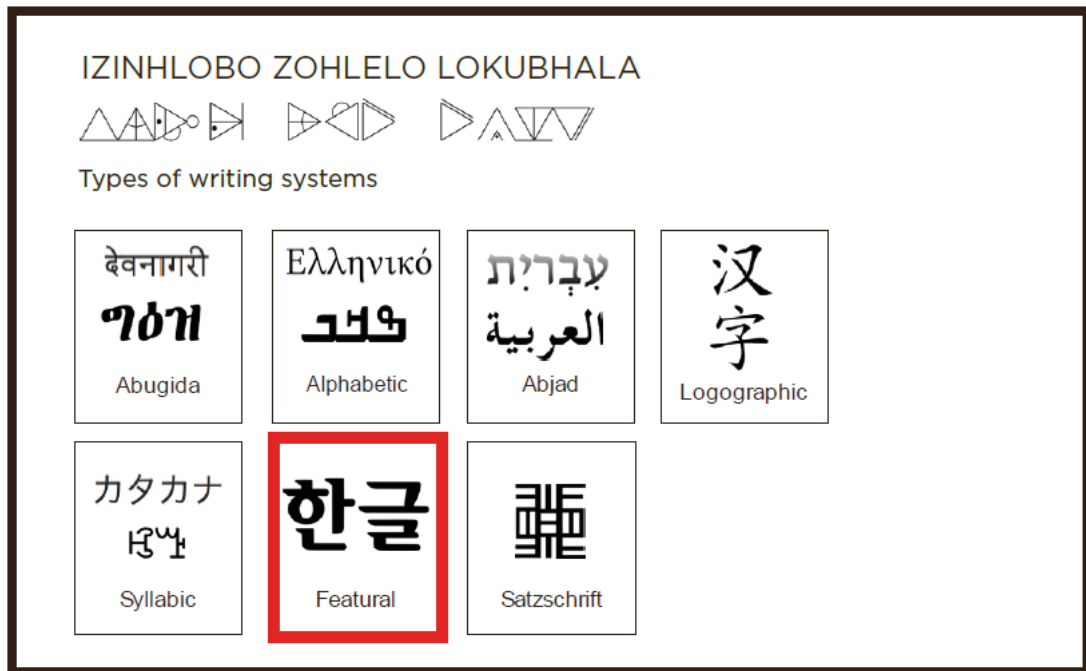 IZINHLOBO ZOHLELO LOKUBHALA
Types of writing systems
देवनागरी
ግዕዝ
Abugida
Ελληνικό
Alphabetic
עִבְרִית
العربية
Abjad
汉
字
Logographic
カタカナ
Syllabic
한글
Featural
Satzschrift